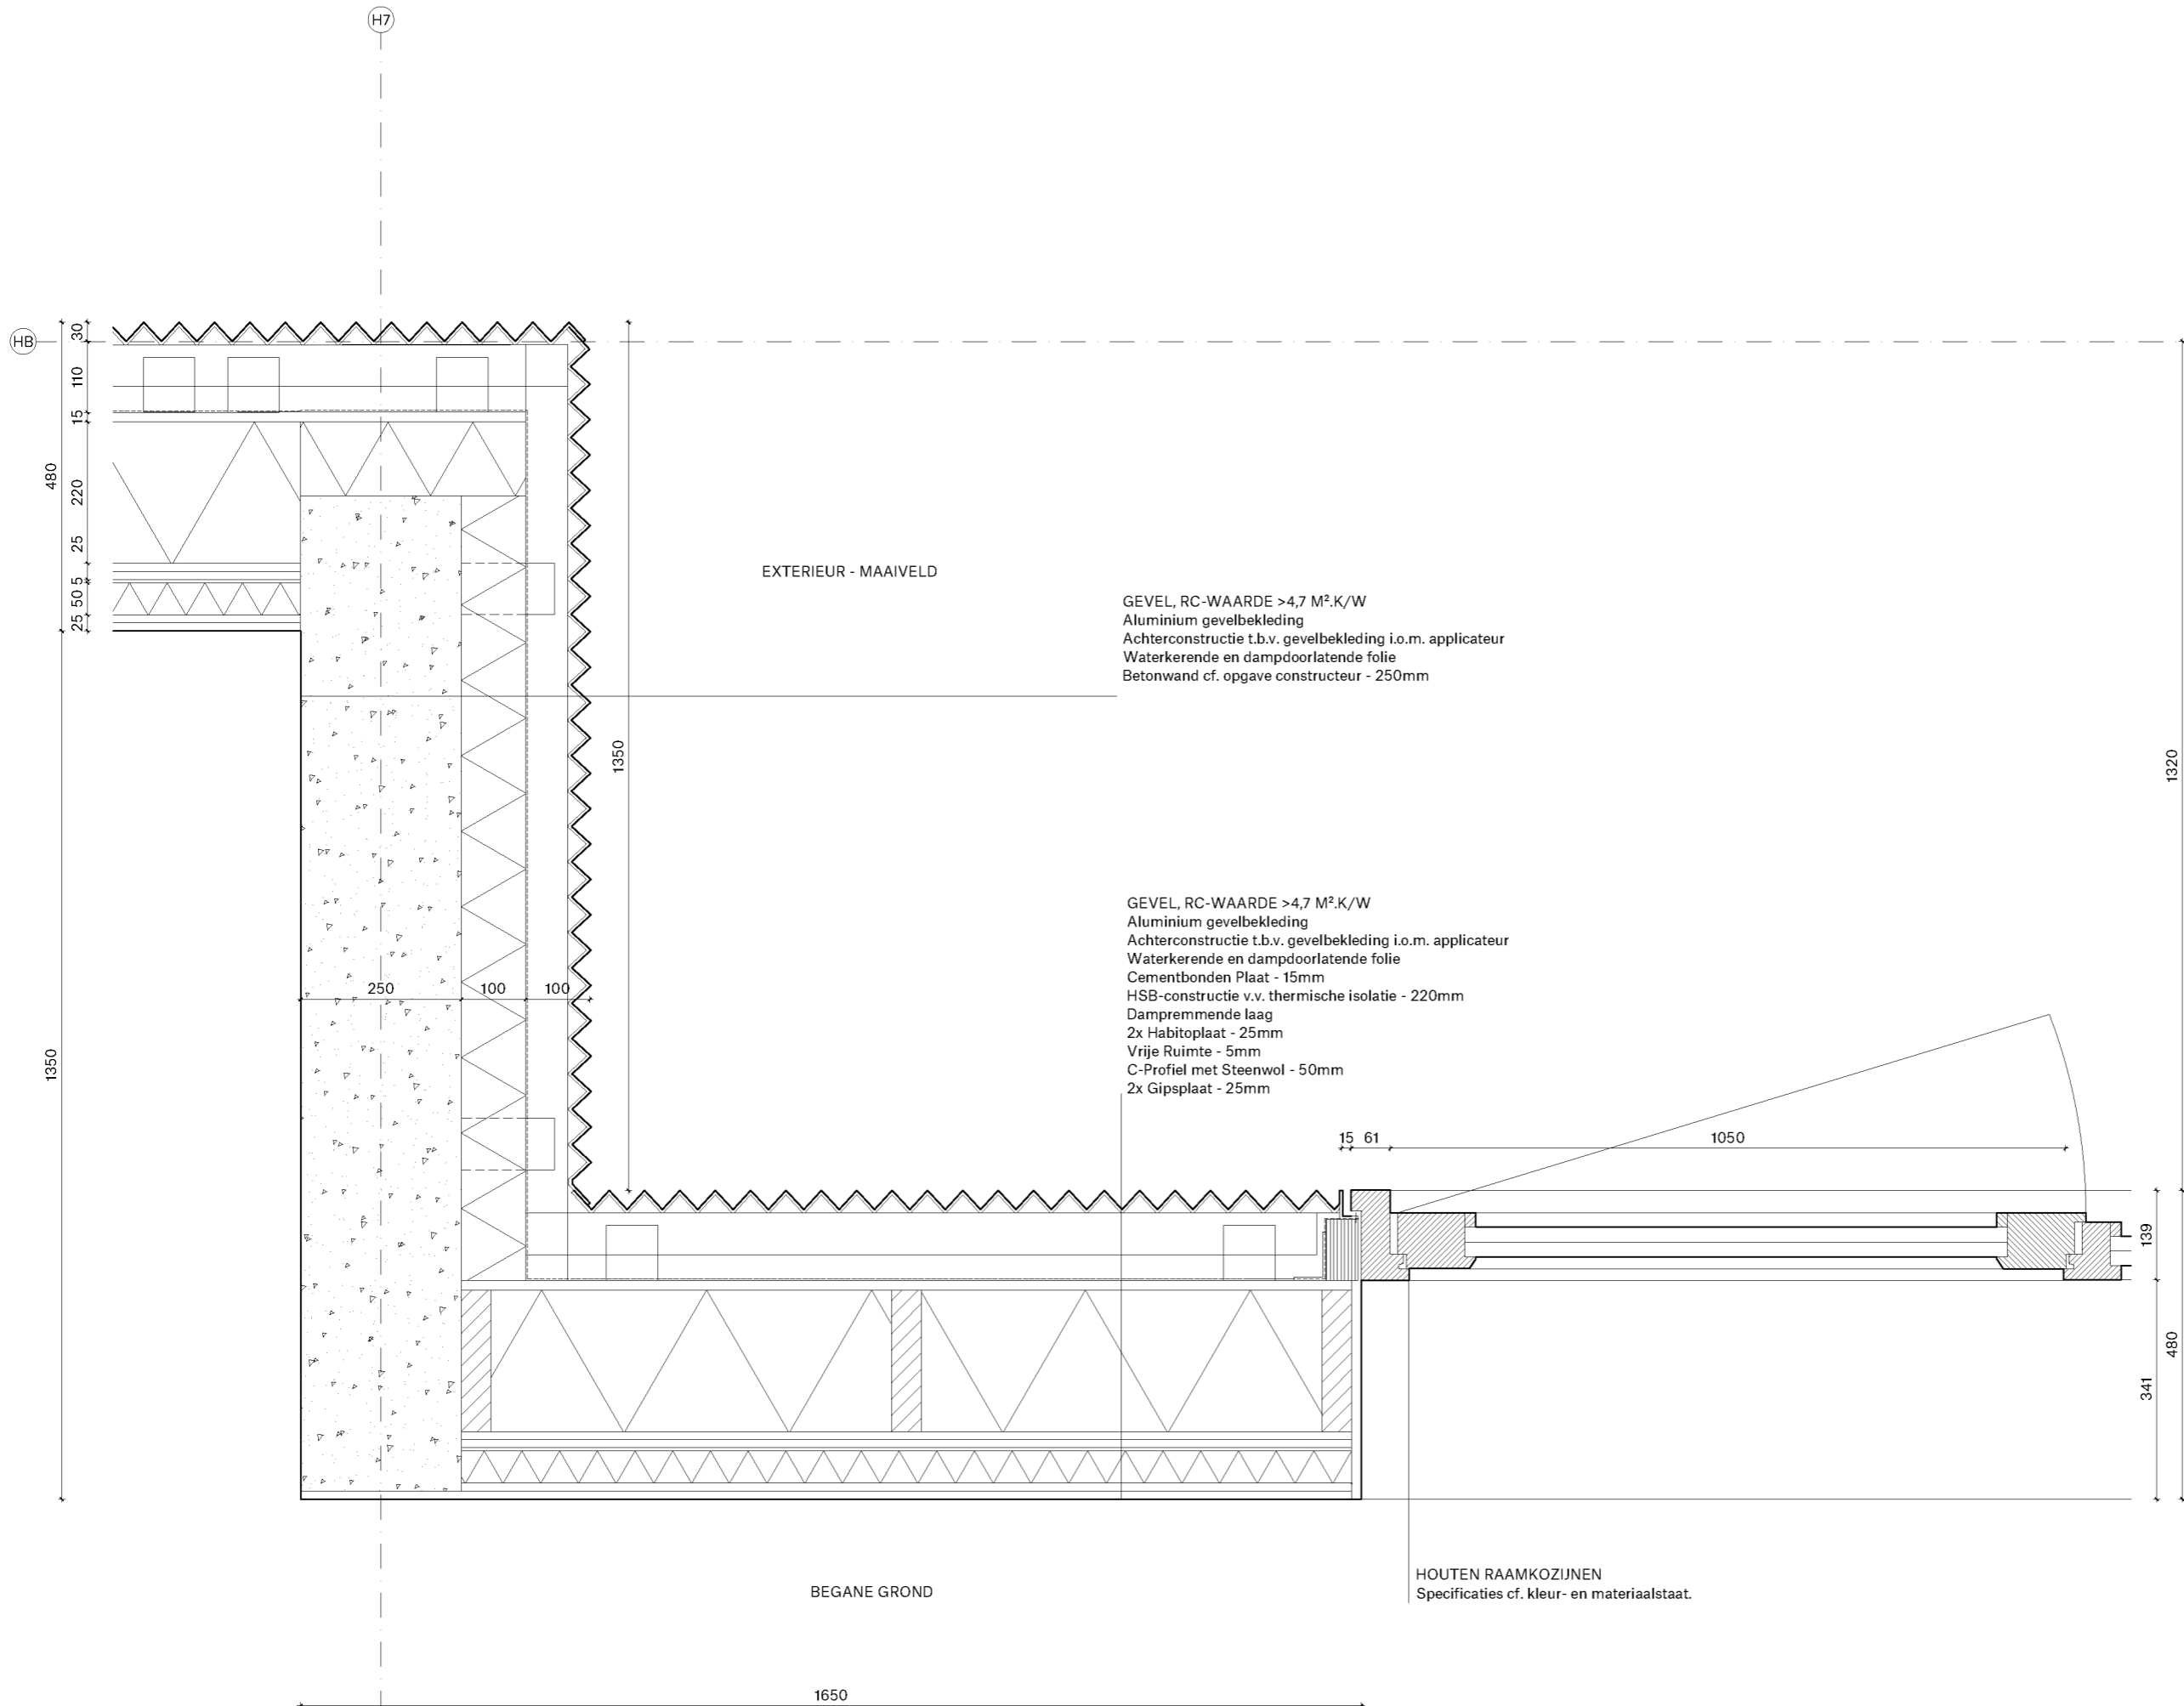 H7
HB
30
110
15
480
220
25
5
50
25
1350
1350
1320
EXTERIEUR - MAAIVELD
GEVEL, RC-WAARDE >4,7 M².K/W
Aluminium gevelbekleding
Achterconstructie t.b.v. gevelbekleding i.o.m. applicateur
Waterkerende en dampdoorlatende folie
Betonwand cf. opgave constructeur - 250mm
GEVEL, RC-WAARDE >4,7 M².K/W
Aluminium gevelbekleding
Achterconstructie t.b.v. gevelbekleding i.o.m. applicateur
Waterkerende en dampdoorlatende folie
Cementbonden Plaat - 15mm
HSB-constructie v.v. thermische isolatie - 220mm
Dampremmende laag
2x Habitoplaat - 25mm
Vrije Ruimte - 5mm
C-Profiel met Steenwol - 50mm
2x Gipsplaat - 25mm
250 100 100
15 61 1050
139
480
341
HOUTEN RAAMKOZIJNEN
Specificaties cf. kleur- en materiaalstaat.
BEGANE GROND
1650